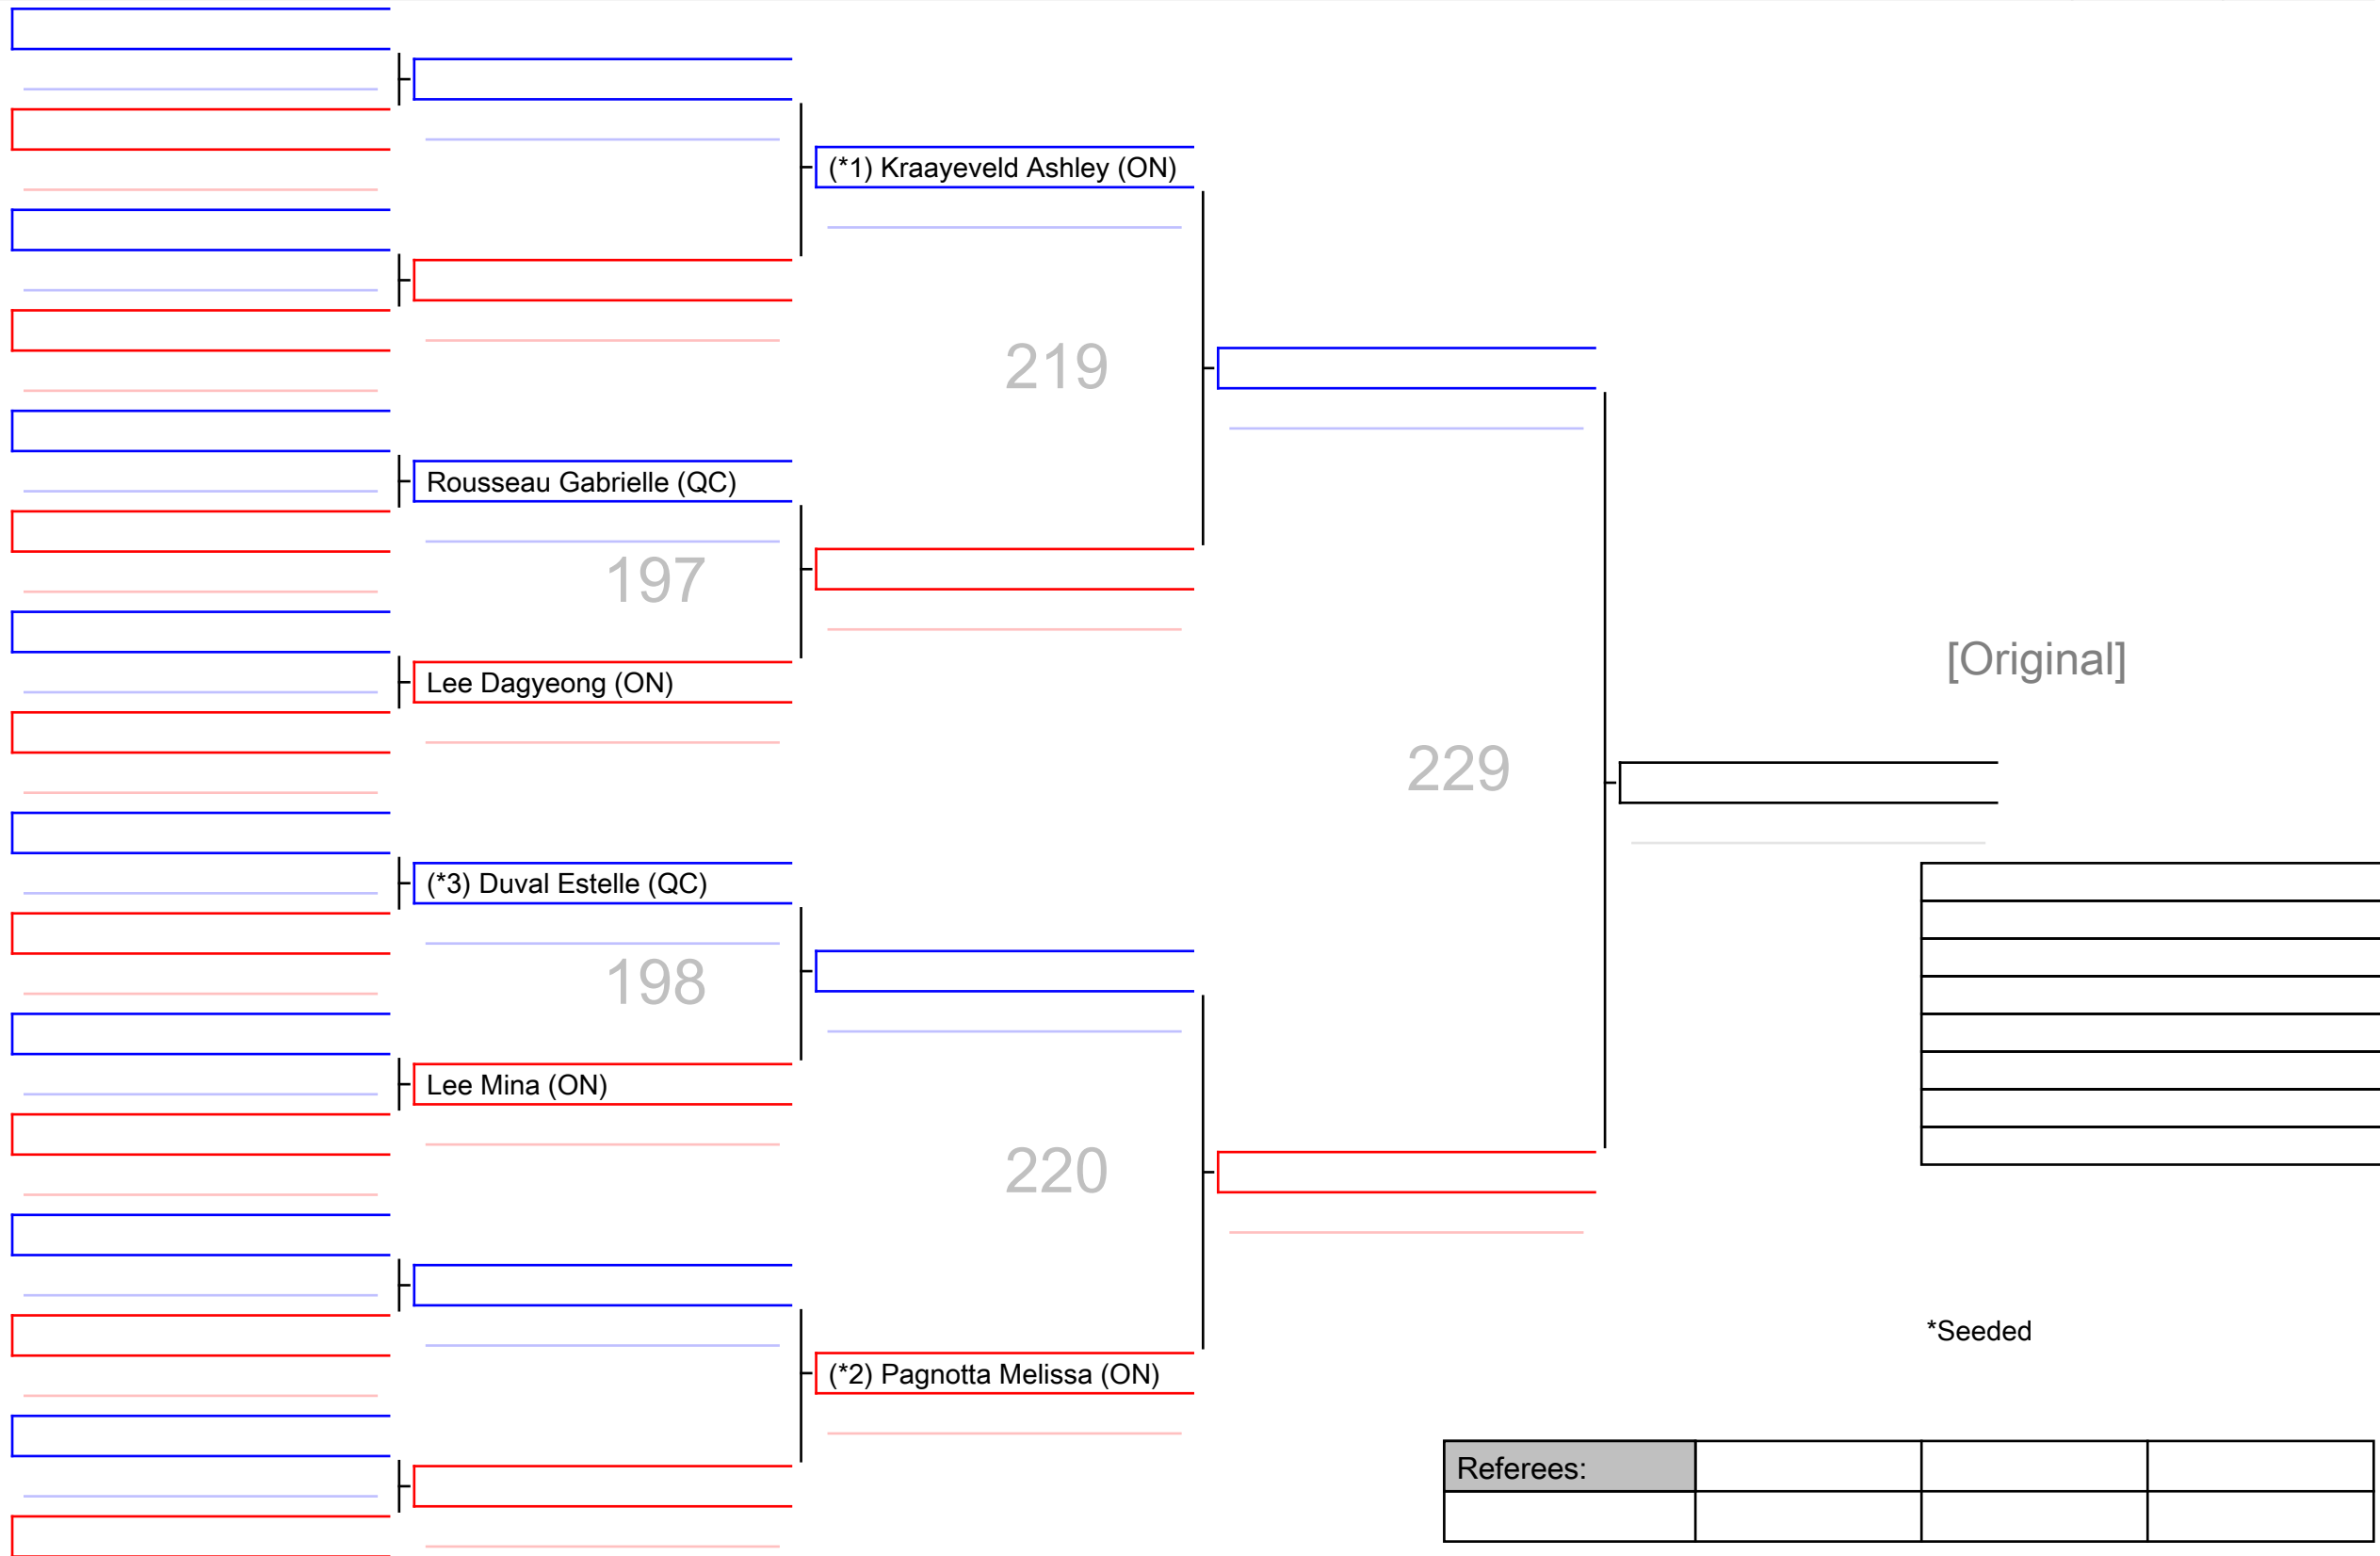 (*1) Kraayeveld Ashley (ON)
219
Rousseau Gabrielle (QC)
197
Lee Dagyeong (ON)
[Original]
229
(*3) Duval Estelle (QC)
198
Lee Mina (ON)
220
*Seeded
(*2) Pagnotta Melissa (ON)
Referees: